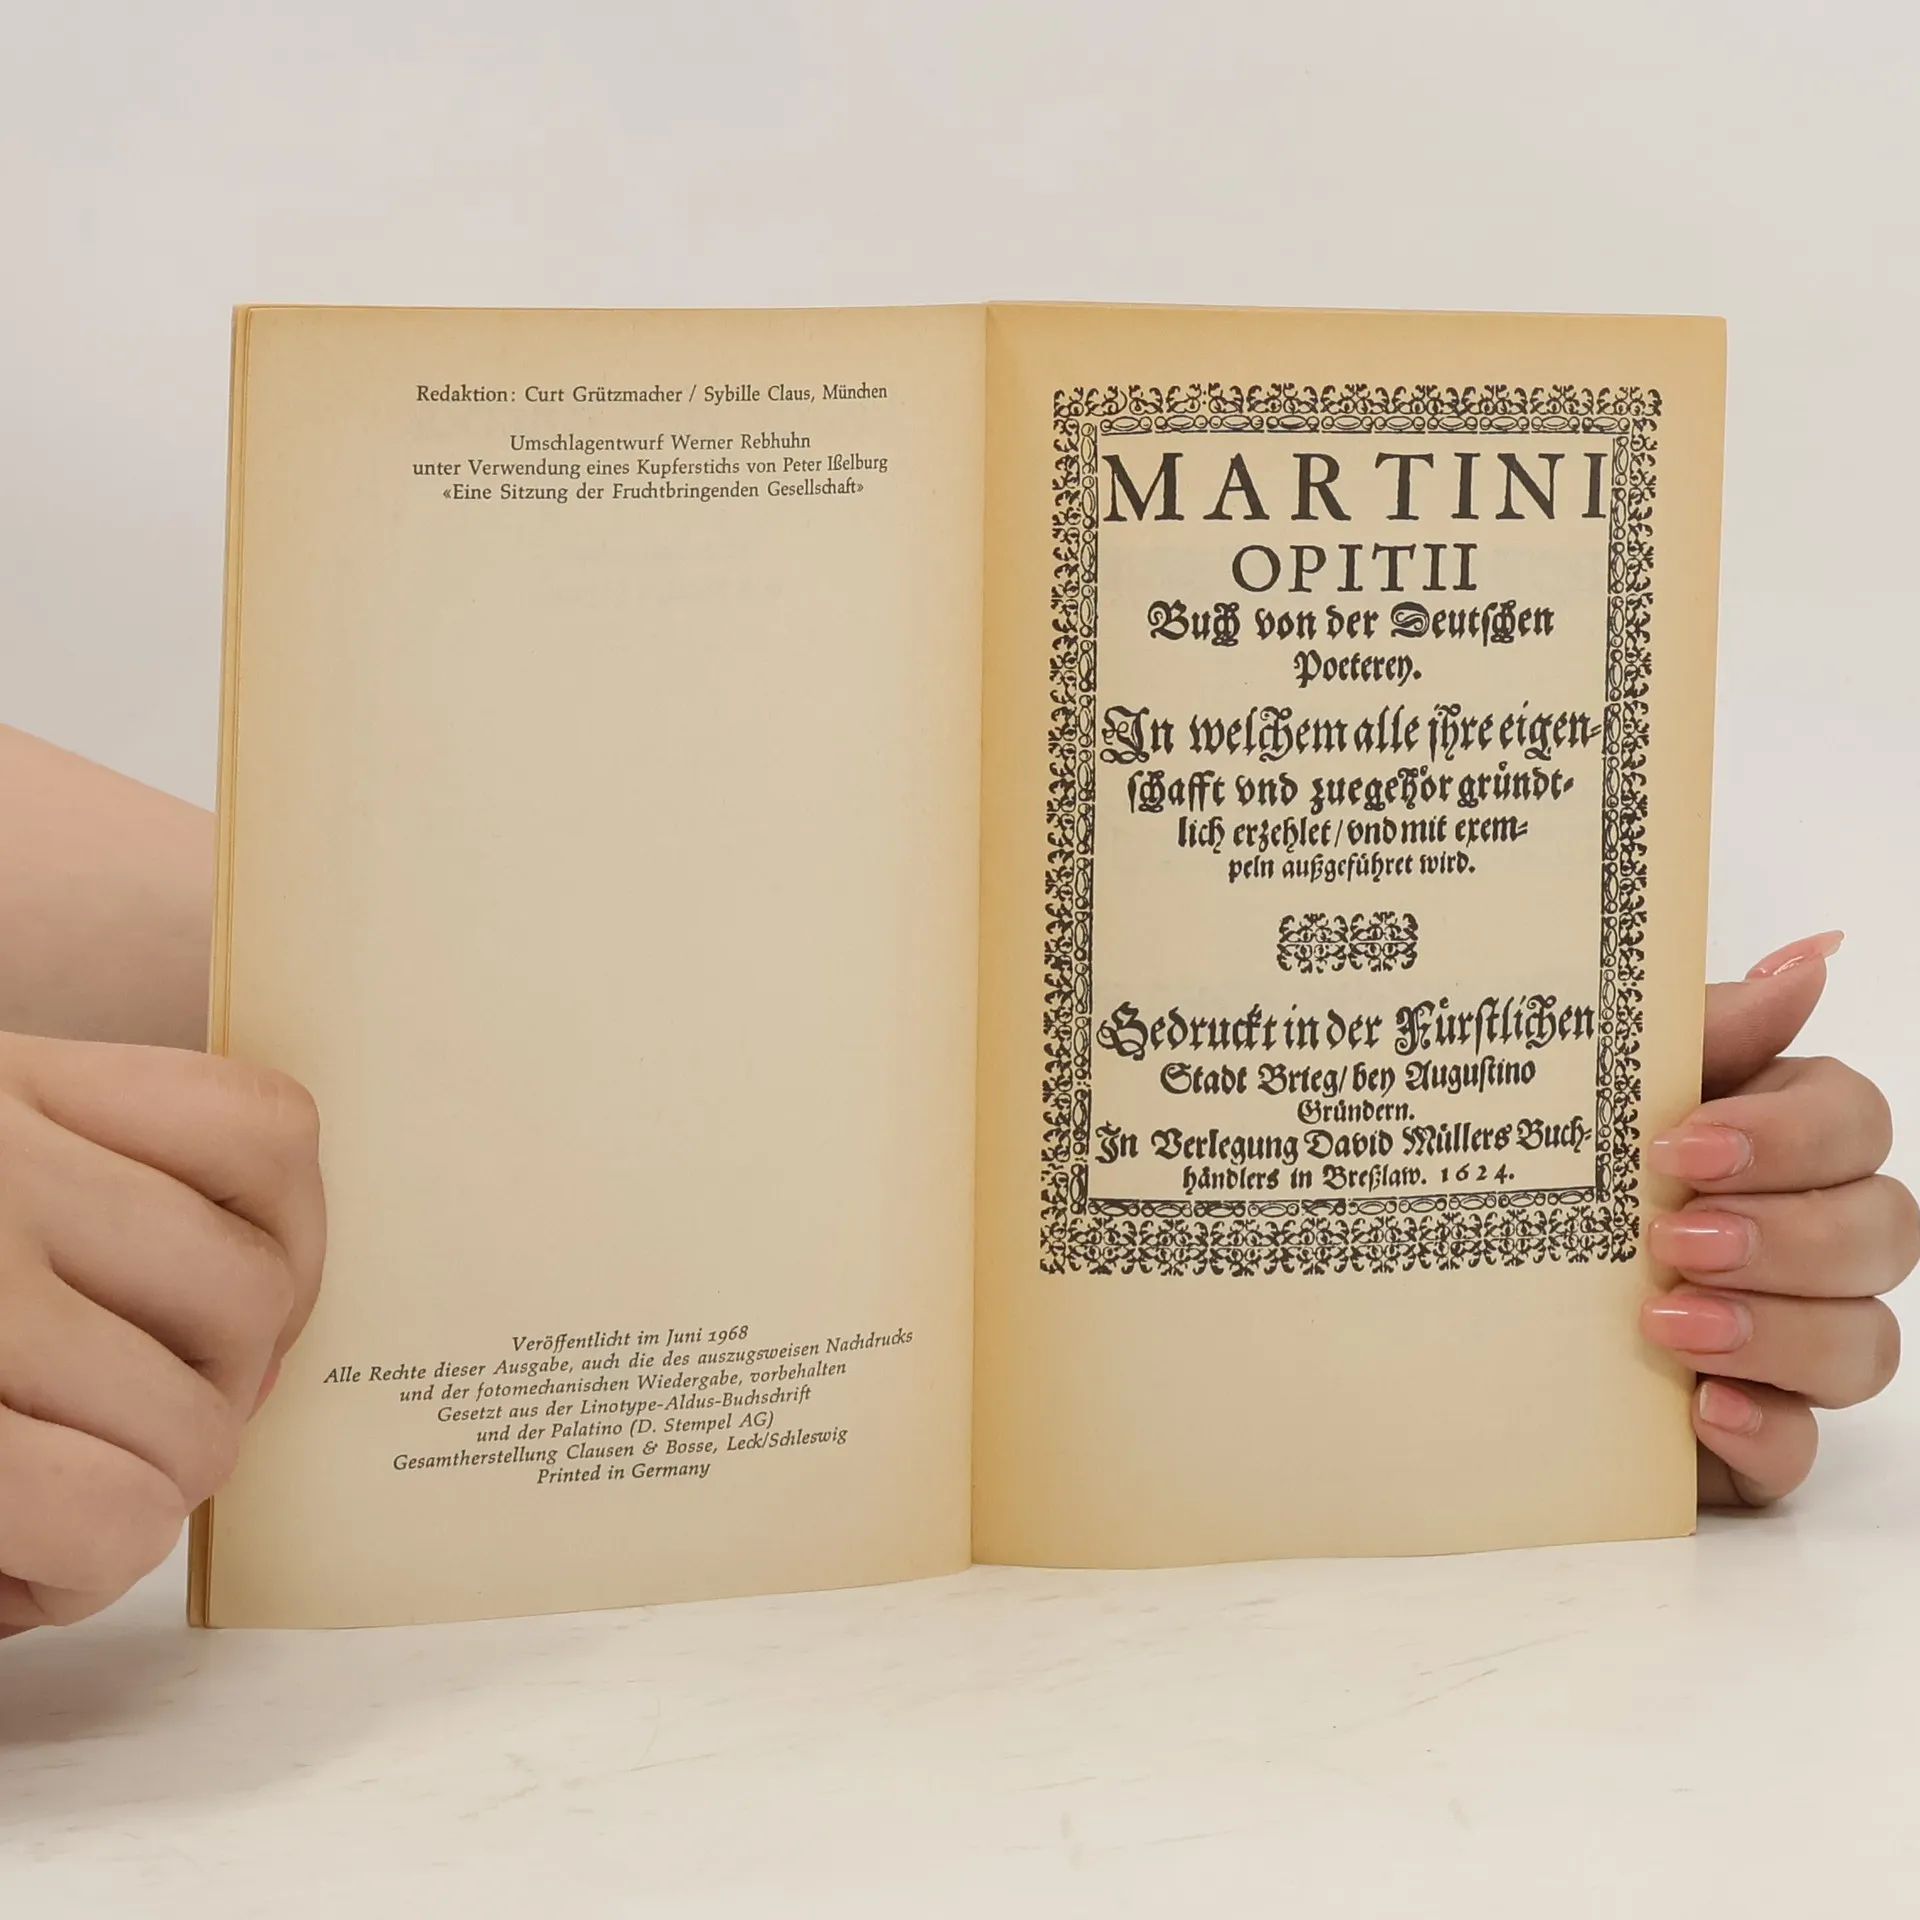 Redaktion: Curt Grützmacher / Sybille Claus, München
Umschlagentwurf Werner Rebhuhn
unter Verwendung eines Kupferstichs von Peter Ißelburg
«Eine Sitzung der Fruchtbringenden Gesellschaft»
Veröffentlicht im Juni 1968
Alle Rechte dieser Ausgabe, auch die des auszugsweisen Nachdrucks
und der fotomechanischen Wiedergabe, vorbehalten
Gesetzt aus der Linotype-Aldus-Buchschrift
und der Palatino (D. Stempel AG)
Gesamtherstellung Clausen & Bosse, Leck/Schleswig
Printed in Germany
MARTINI
OPITII
Buch von der Deutschen
Poeterey.
In welchem alle jhre eigen-
schafft vnd zuegehör gründt-
lich erzehlet/ vnd mit exem-
peln außgeführet wird.
Gedruckt in der Fürstlichen
Stadt Brieg/ bey Augustino
Gründern.
In Verlegung David Müllers Buch-
händlers in Breßlaw. 1624.